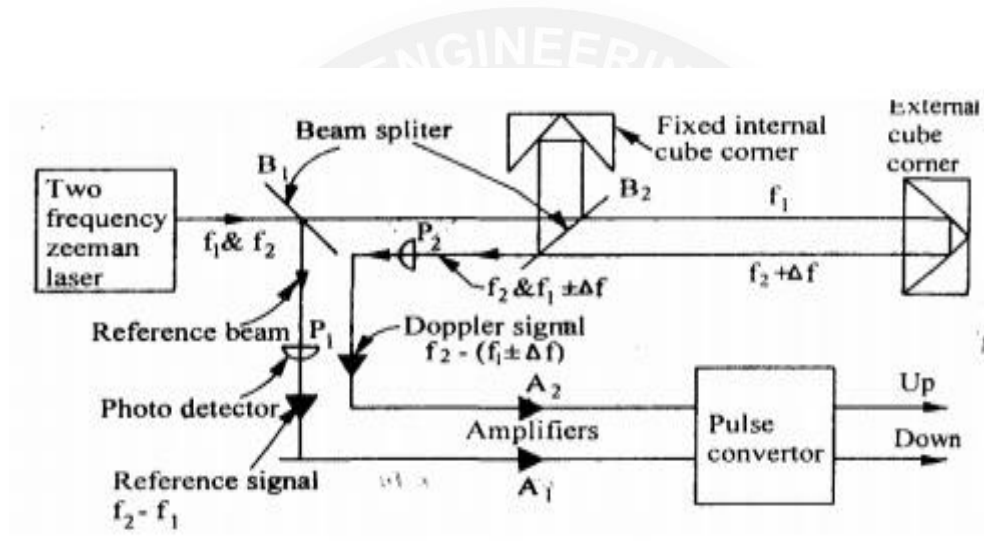 ENGINEERIN
External
cube
corner
Beam spliter
Fixed internal
cube corner
B₁
B₂
Two
frequency
zeeman
laser
f₁& f₂
f₁
P₂
f₂ +Δf
f₂ &f₁ ±Δf
Reference beam
P₁
Doppler signal
f₂ - (f₁± Δf)
Photo detector
A₂
Amplifiers
Pulse
convertor
Up
Down
Reference signal
f₂ - f₁
A₁